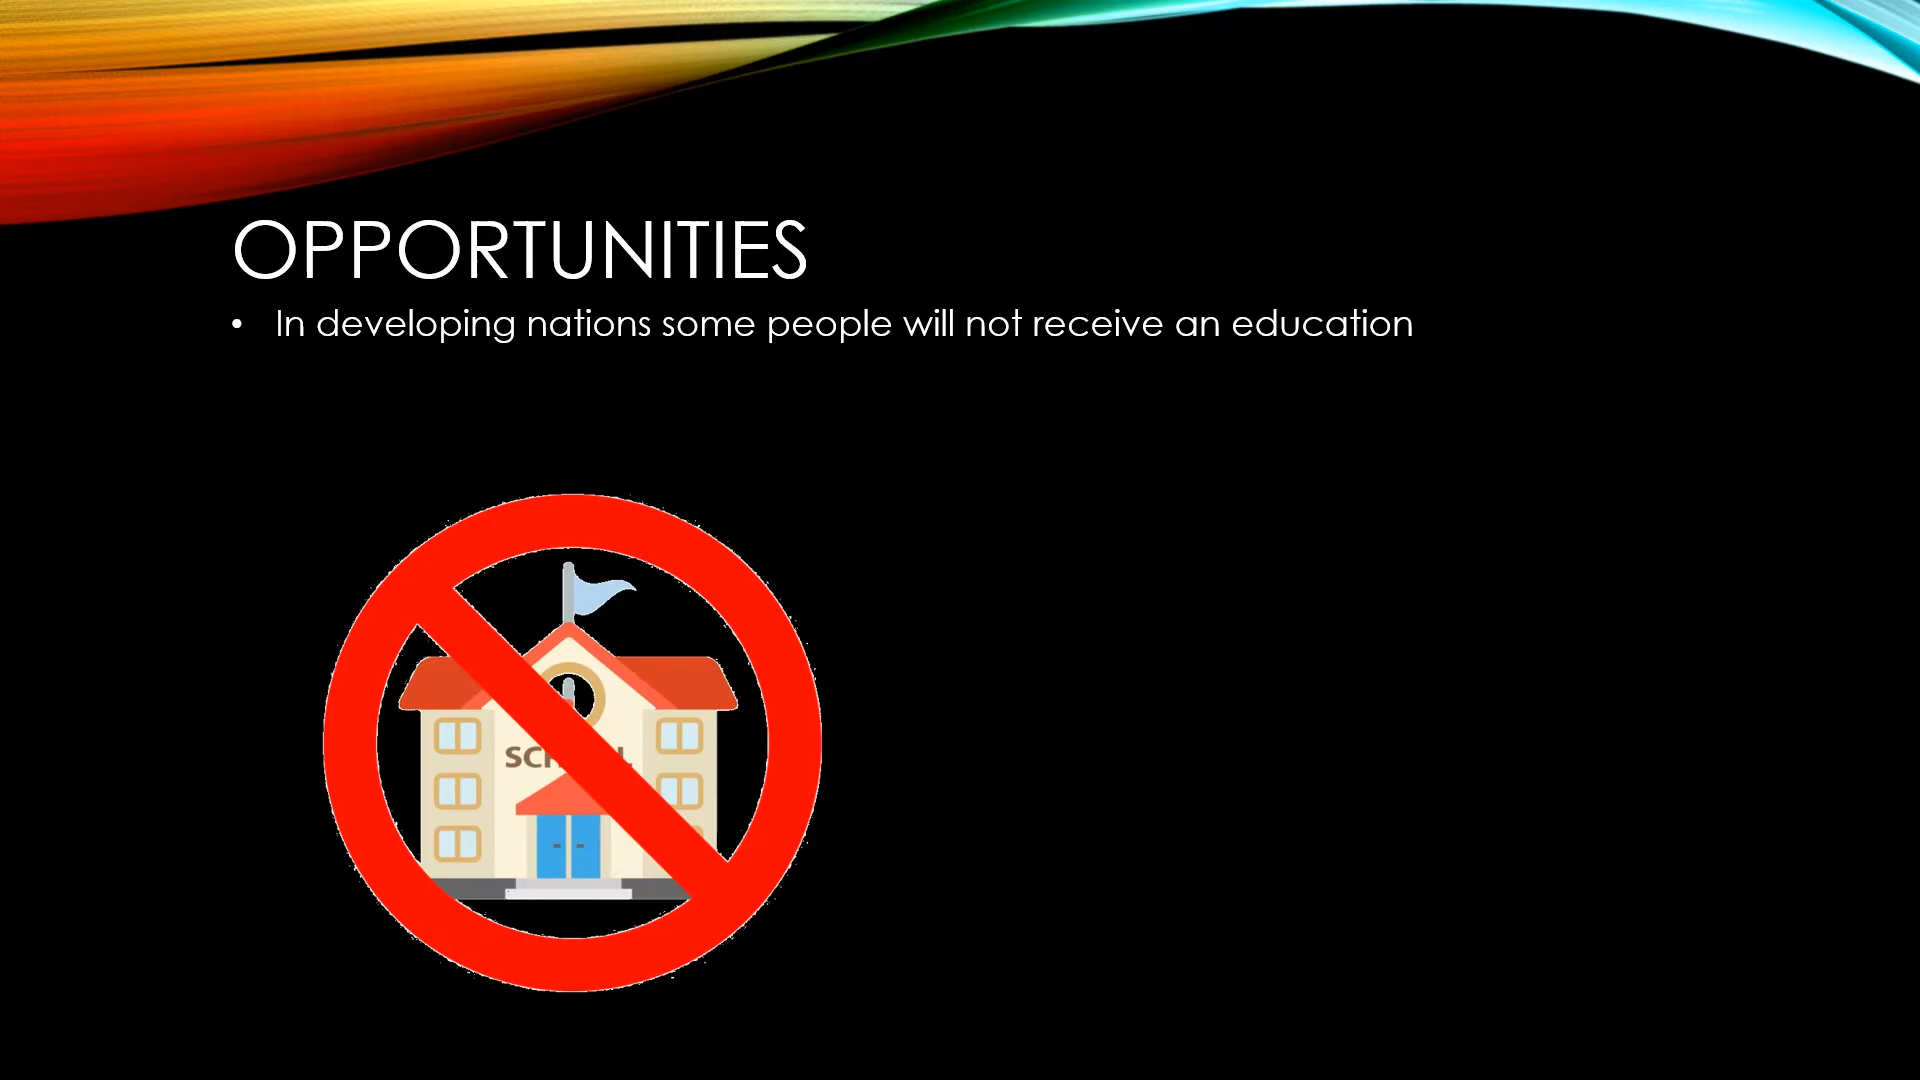 OPPORTUNITIES
• In developing nations some people will not receive an education